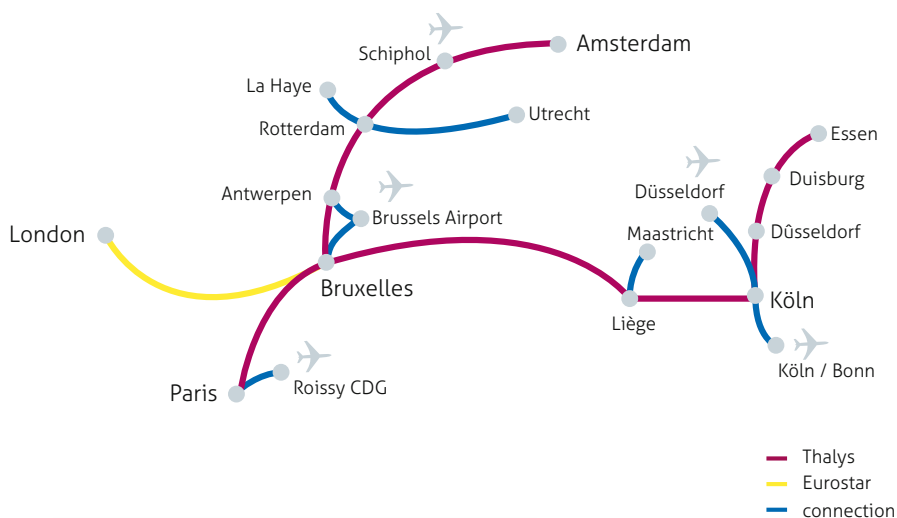 Schiphol
Amsterdam
La Haye
Rotterdam
Utrecht
Essen
Antwerpen
Brussels Airport
Düsseldorf
Duisburg
London
Maastricht
Dûsseldorf
Bruxelles
Köln
Liège
Paris
Roissy CDG
Köln / Bonn
Thalys
Eurostar
connection